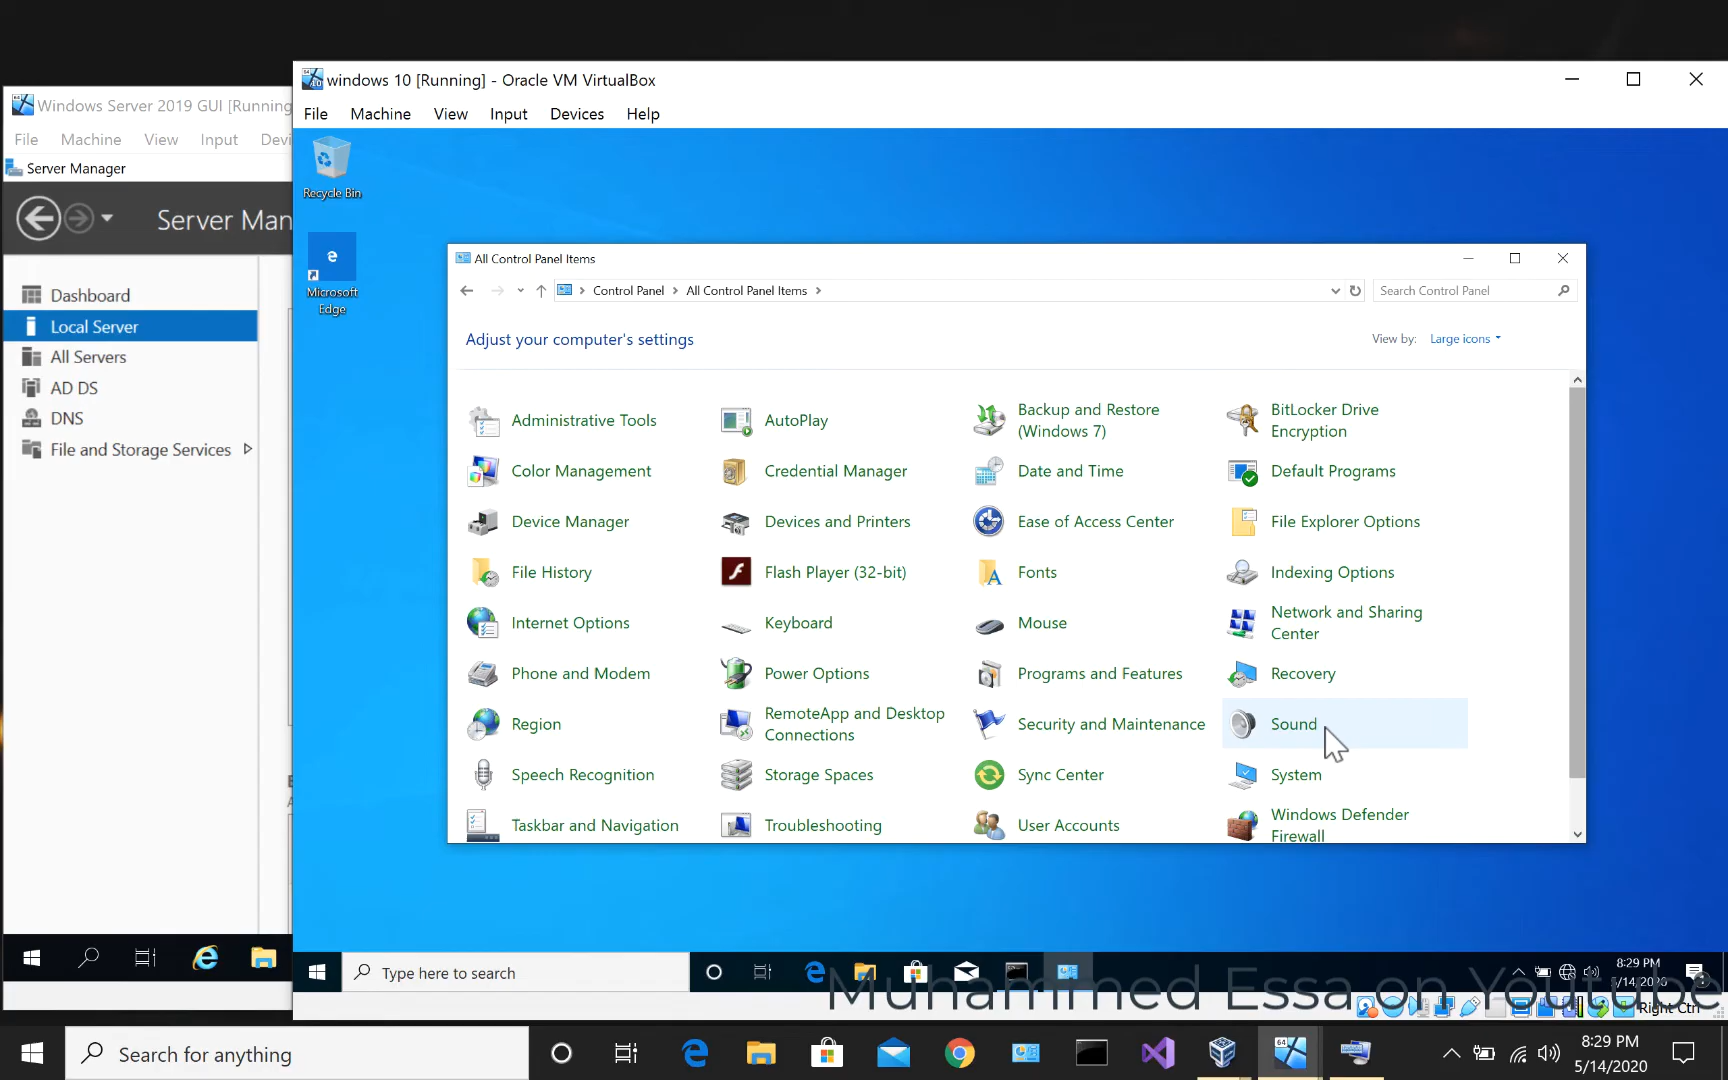 windows 10 [Running] - Oracle VM VirtualBox
File Machine View Input Devices Help
Windows Server 2019 GUI [Running
File Machine View Input Devi
Server Manager
Server Man
Dashboard
Local Server
All Servers
AD DS
DNS
File and Storage Services
Recycle Bin
Microsoft
Edge
All Control Panel Items
Control Panel All Control Panel Items
Search Control Panel
Adjust your computer's settings
View by: Large icons
Administrative Tools
AutoPlay
Backup and Restore
(Windows 7)
BitLocker Drive
Encryption
Color Management
Credential Manager
Date and Time
Default Programs
Device Manager
Devices and Printers
Ease of Access Center
File Explorer Options
File History
Flash Player (32-bit)
Fonts
Indexing Options
Internet Options
Keyboard
Mouse
Network and Sharing
Center
Phone and Modem
Power Options
Programs and Features
Recovery
Region
RemoteApp and Desktop
Connections
Security and Maintenance
Sound
Speech Recognition
Storage Spaces
Sync Center
System
Taskbar and Navigation
Troubleshooting
User Accounts
Windows Defender
Firewall
Type here to search
8:29 PM
5/14/2020
Muhammed Essa on Youtube
Right Ctrl
Search for anything
64
8:29 PM
5/14/2020